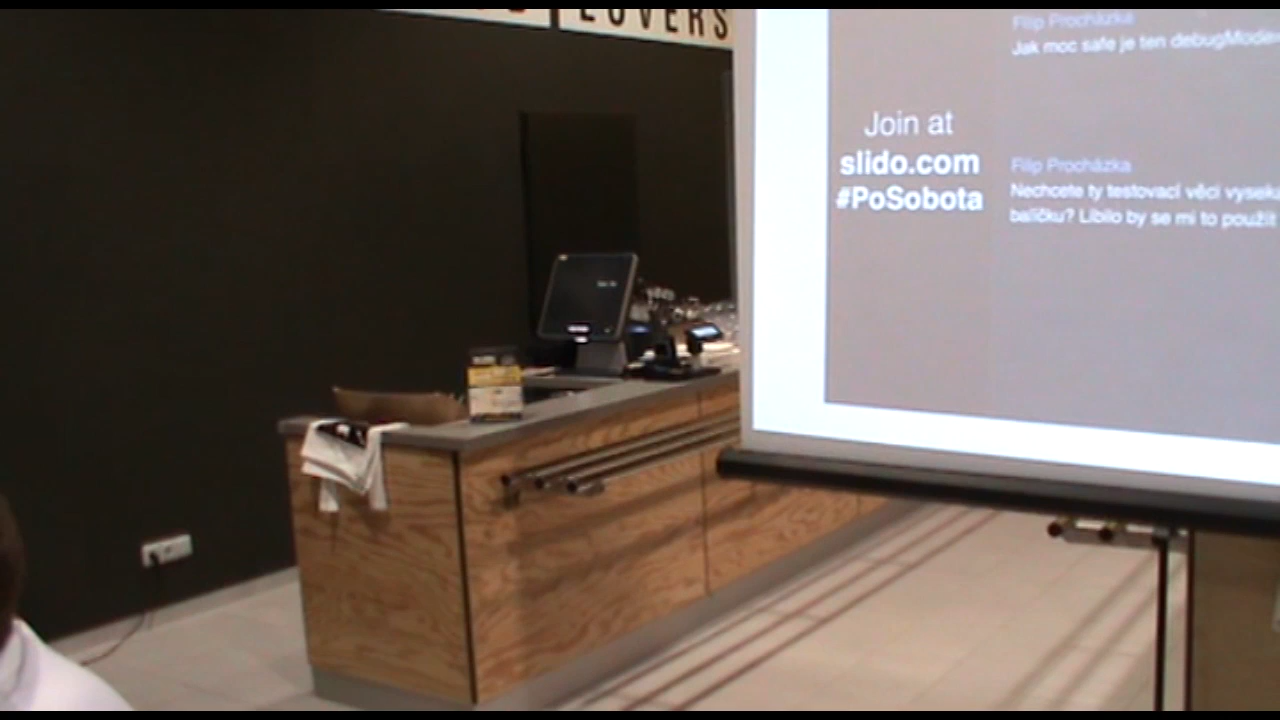 LOVERS
Filip Procházka
Jak moc safe je ten debugMode
Join at
slido.com
#PoSobota
Filip Procházka
Nechcete ty testovací věci vyseka
balíčku? Líbilo by se mi to použít